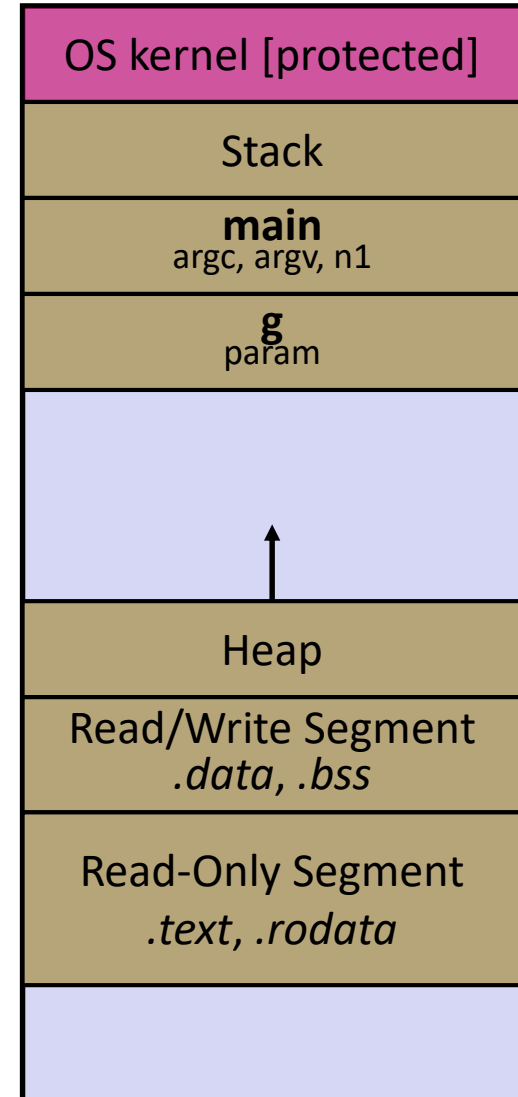 OS kernel [protected]
Stack
main
argc, argv, n1
g
param
Heap
Read/Write Segment
.data, .bss
Read-Only Segment
.text, .rodata